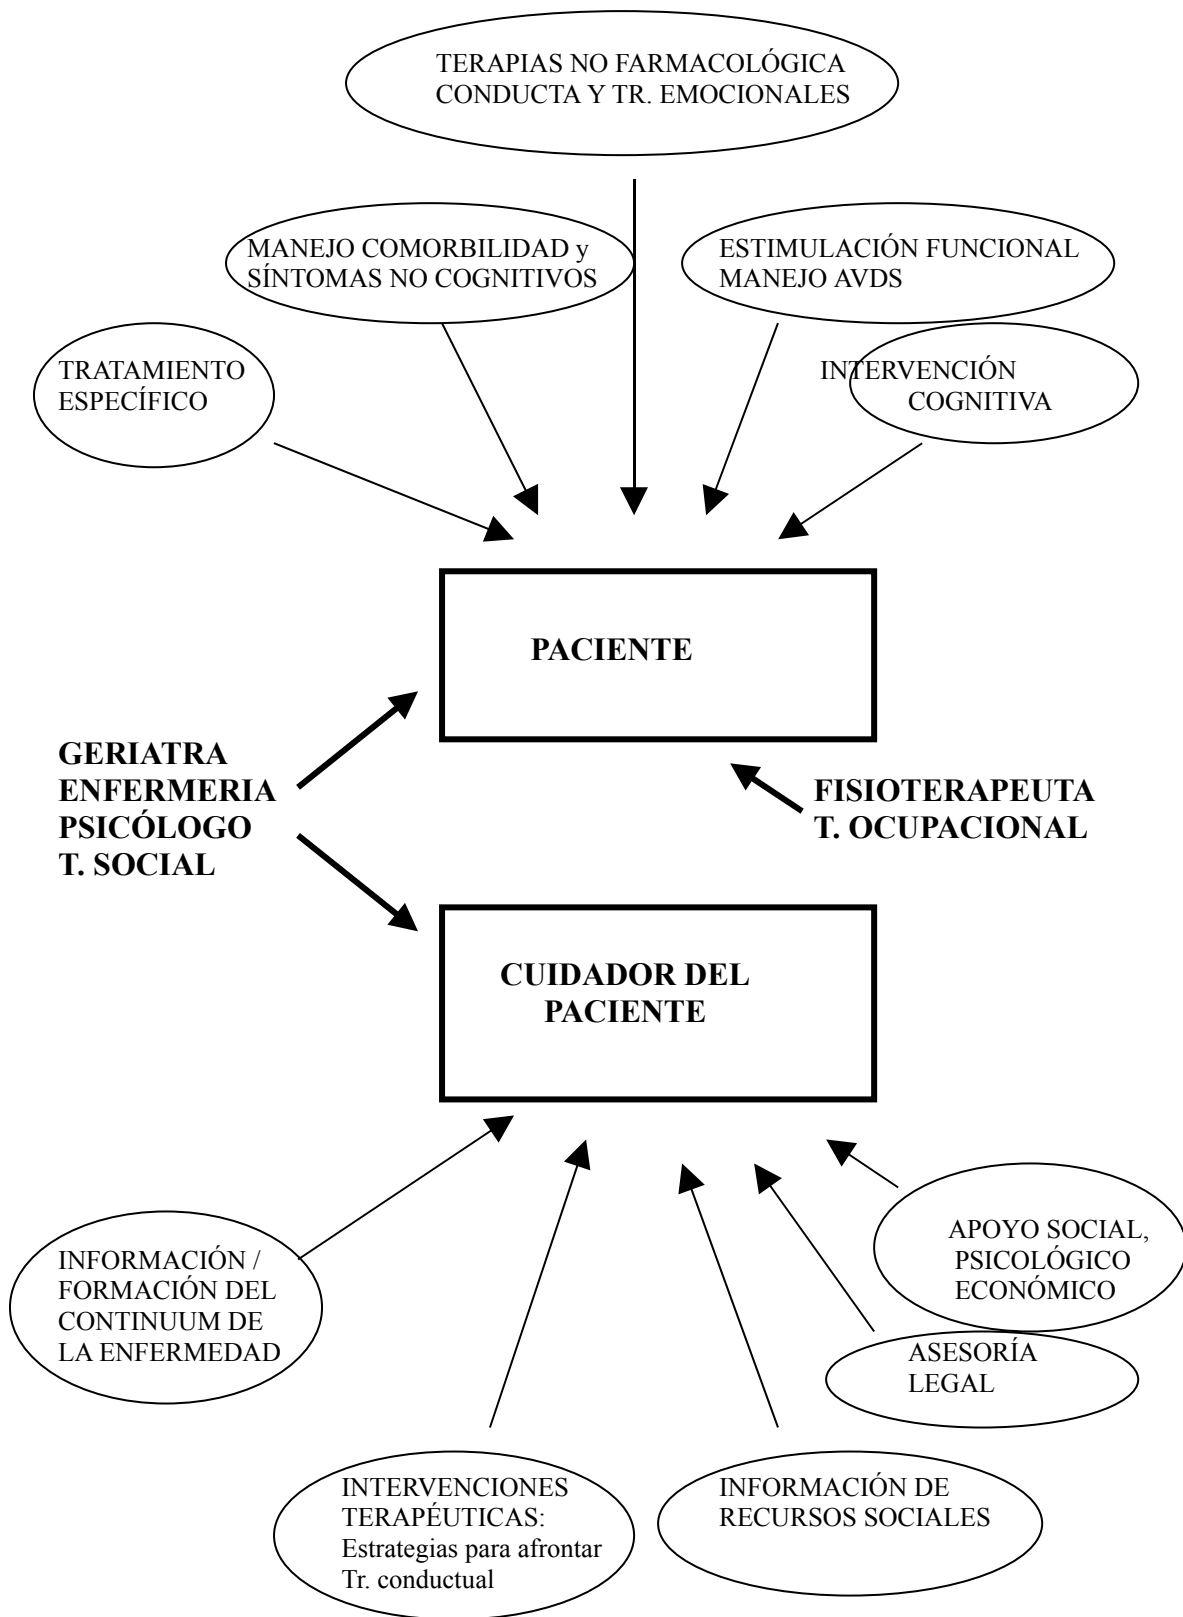 TERAPIAS NO FARMACOLÓGICA
CONDUCTA Y TR. EMOCIONALES
MANEJO COMORBILIDAD y
SÍNTOMAS NO COGNITIVOS
ESTIMULACIÓN FUNCIONAL
MANEJO AVDS
TRATAMIENTO
ESPECÍFICO
INTERVENCIÓN
COGNITIVA
PACIENTE
GERIATRA
ENFERMERIA
PSICÓLOGO
T. SOCIAL
FISIOTERAPEUTA
T. OCUPACIONAL
CUIDADOR DEL
PACIENTE
INFORMACIÓN /
FORMACIÓN DEL
CONTINUUM DE
LA ENFERMEDAD
APOYO SOCIAL,
PSICOLÓGICO
ECONÓMICO
ASESORÍA
LEGAL
INTERVENCIONES
TERAPÉUTICAS:
Estrategias para afrontar
Tr. conductual
INFORMACIÓN DE
RECURSOS SOCIALES